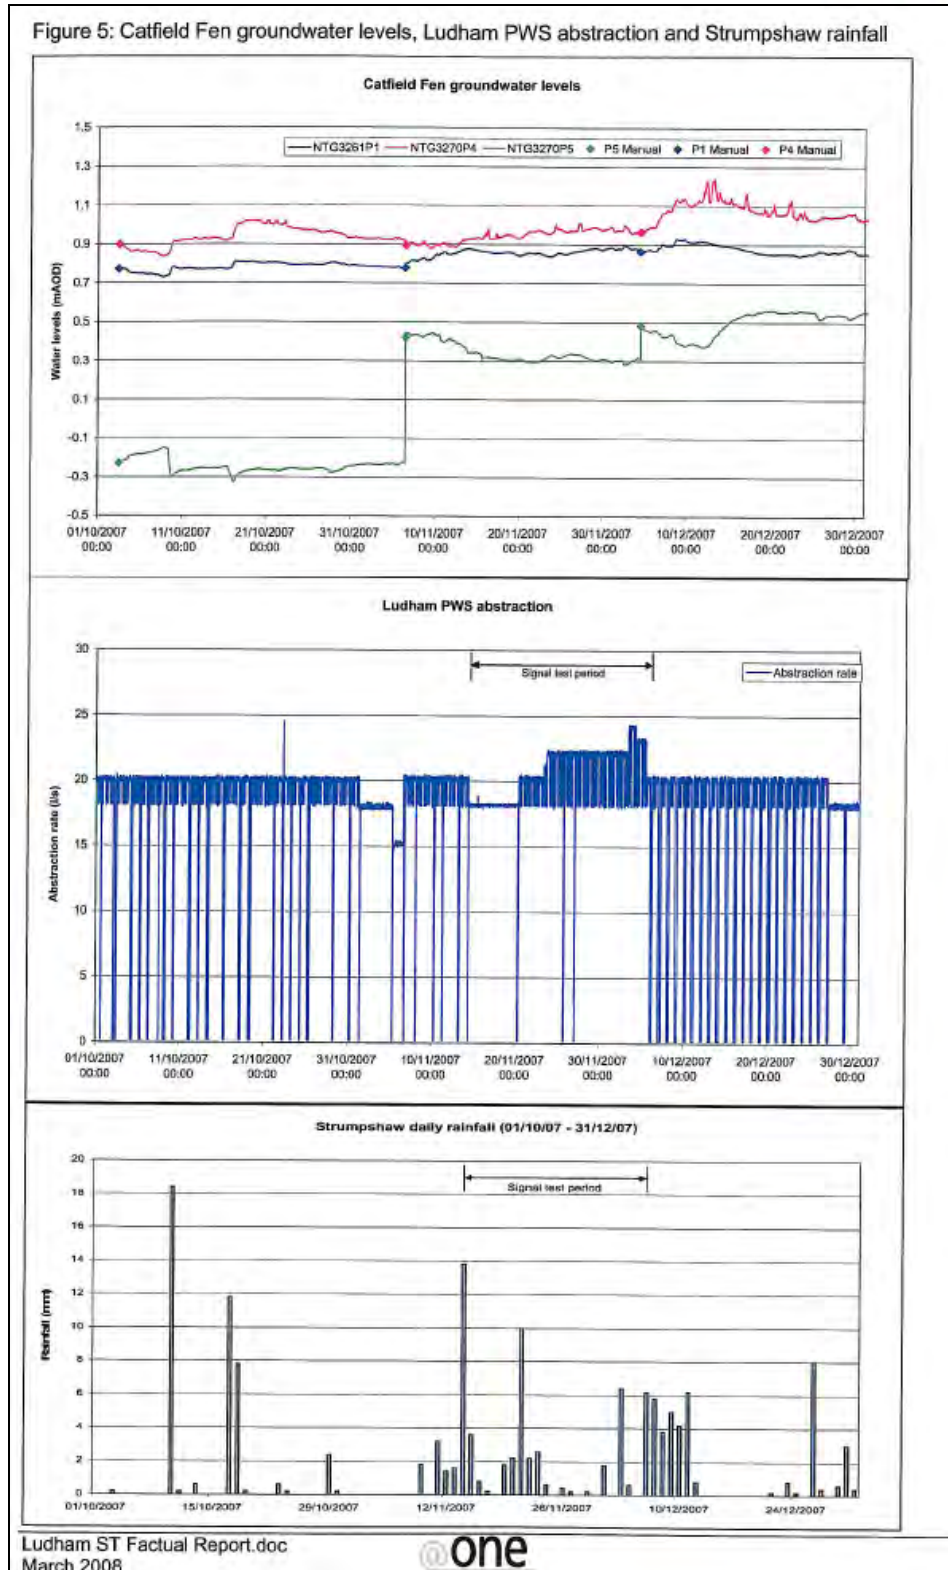 Figure 5: Catfield Fen groundwater levels, Ludham PWS abstraction and Strumpshaw rainfall
Catfield Fen groundwater levels
NTG3261P1 NTG3270P4 NTG3270P5 P5 Manual P1 Manual P4 Manual
Water levels (mAOD)
1.5
1.3
1.1
0.9
0.7
0.5
0.3
0.1
-0.1
-0.3
-0.5
01/10/2007 11/10/2007 21/10/2007 31/10/2007 10/11/2007 20/11/2007 30/11/2007 10/12/2007 20/12/2007 30/12/2007
00:00 00:00 00:00 00:00 00:00 00:00 00:00 00:00 00:00 00:00
Ludham PWS abstraction
Signal test period
Abstraction rate
Abstraction rate (l/s)
30
25
20
15
10
5
0
01/10/2007 11/10/2007 21/10/2007 31/10/2007 10/11/2007 20/11/2007 30/11/2007 10/12/2007 20/12/2007 30/12/2007
00:00 00:00 00:00 00:00 00:00 00:00 00:00 00:00 00:00 00:00
Strumpshaw daily rainfall (01/10/07 - 31/12/07)
Signal test period
Rainfall (mm)
20
18
16
14
12
10
8
6
4
2
0
01/10/2007 15/10/2007 29/10/2007 12/11/2007 26/11/2007 10/12/2007 24/12/2007
Ludham ST Factual Report.doc
March 2008
@one